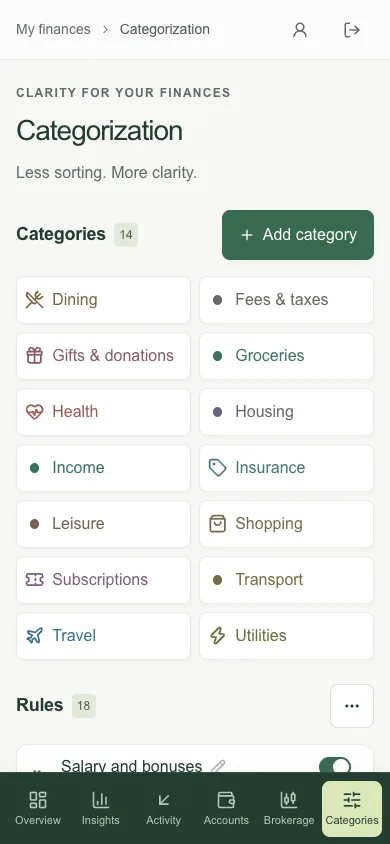 My finances > Categorization
CLARITY FOR YOUR FINANCES
Categorization
Less sorting. More clarity.
Categories 14
+ Add category
Dining
Fees & taxes
Gifts & donations
Groceries
Health
Housing
Income
Insurance
Leisure
Shopping
Subscriptions
Transport
Travel
Utilities
Rules 18
Salary and bonuses
Overview
Insights
Activity
Accounts
Brokerage
Categories